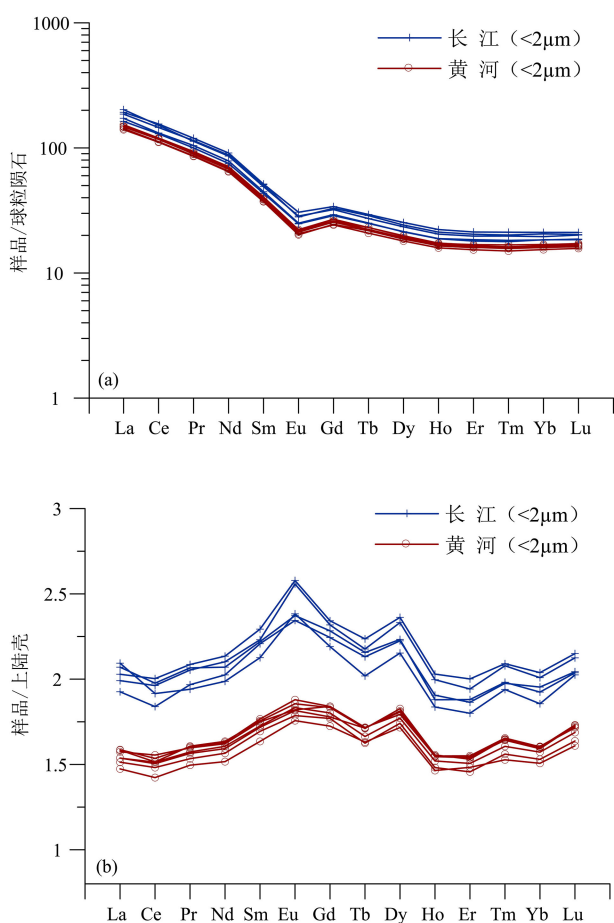 1000
长 江（<2μm）
黄 河（<2μm）
100
样品/球粒陨石
10
(a)
1
La Ce Pr Nd Sm Eu Gd Tb Dy Ho Er Tm Yb Lu
3
长 江（<2μm）
黄 河（<2μm）
2.5
样品/上陆壳
2
1.5
1
(b)
La Ce Pr Nd Sm Eu Gd Tb Dy Ho Er Tm Yb Lu